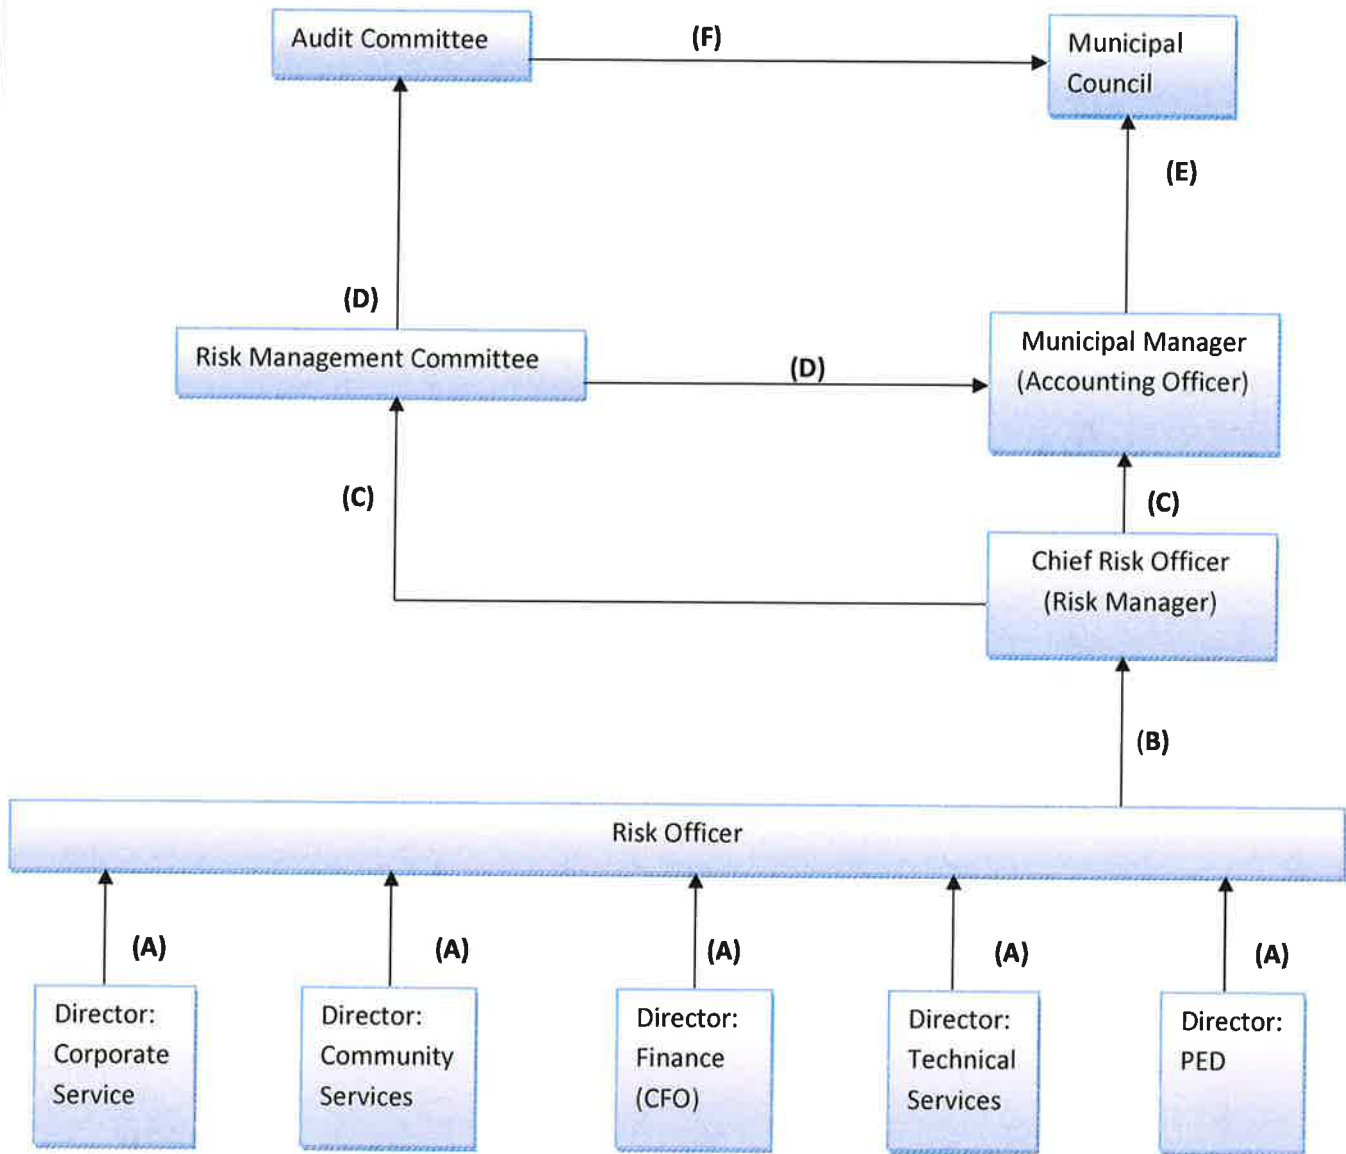 Audit Committee
(F)
Municipal
Council
(E)
(D)
Risk Management Committee
(D)
Municipal Manager
(Accounting Officer)
(C)
(C)
Chief Risk Officer
(Risk Manager)
(B)
Risk Officer
(A)
(A)
(A)
(A)
(A)
Director:
Corporate
Service
Director:
Community
Services
Director:
Finance
(CFO)
Director:
Technical
Services
Director:
PED